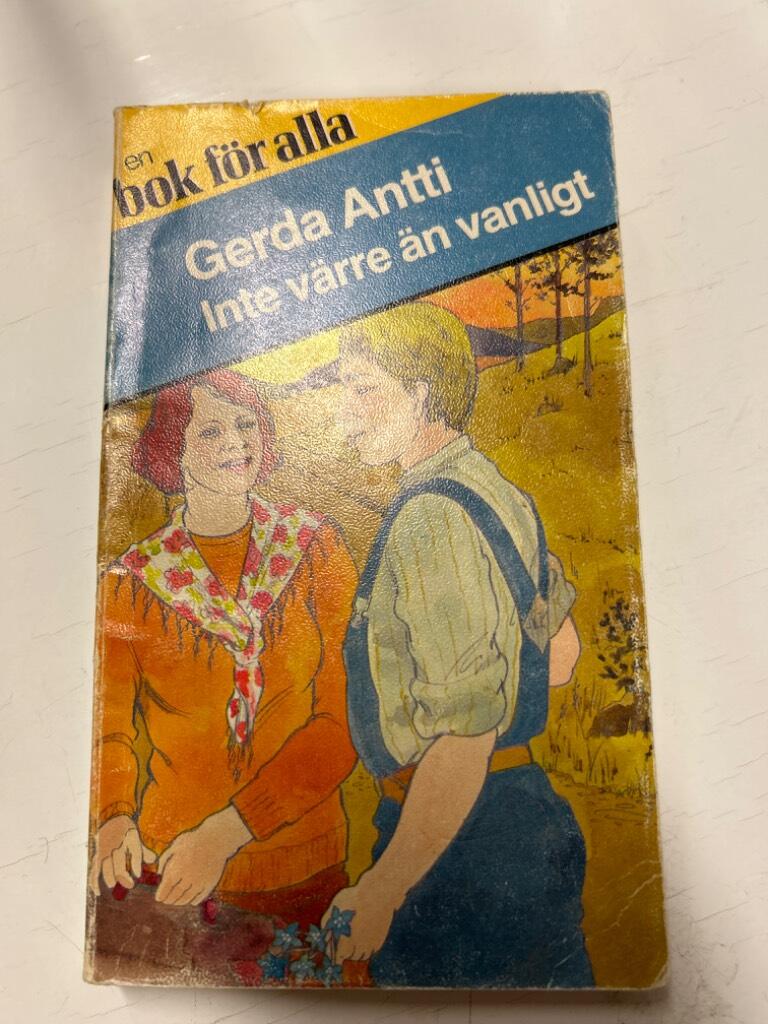 en
bok för alla
Gerda Antti
Inte värre än vanligt